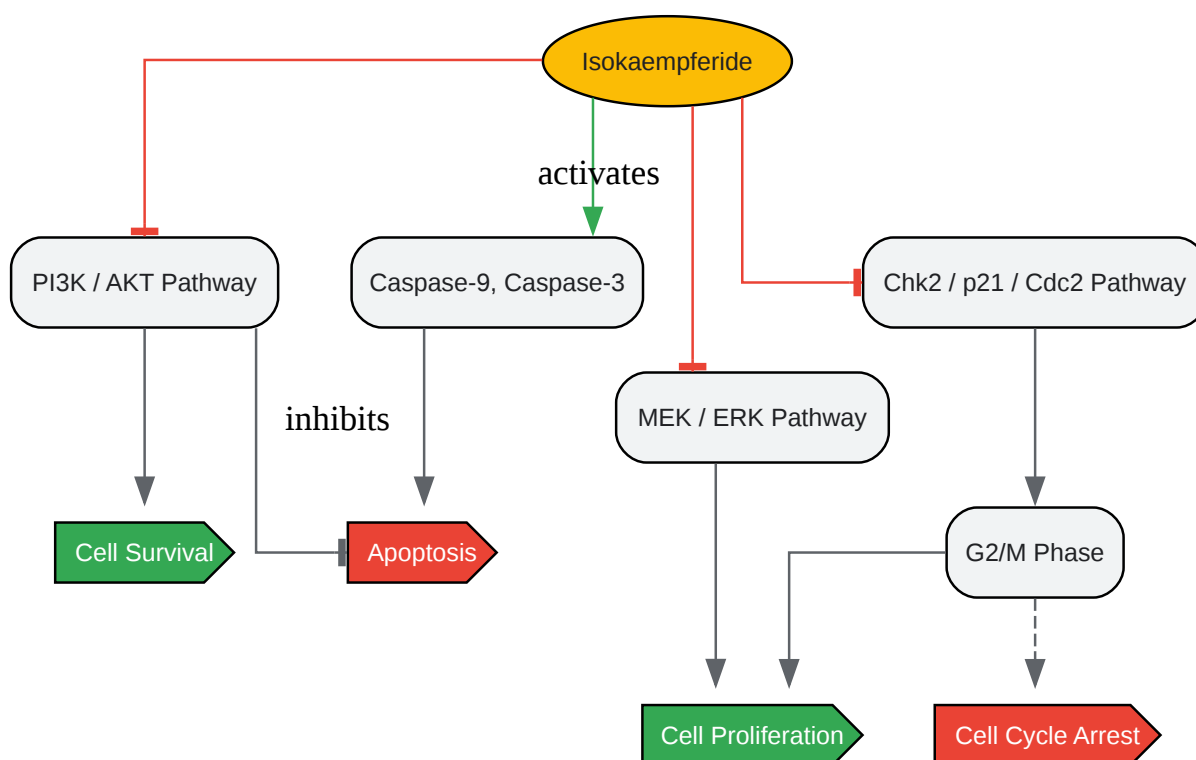 Isokaempferide
activates
PI3K / AKT Pathway
Caspase-9, Caspase-3
Chk2 / p21 / Cdc2 Pathway
inhibits
MEK / ERK Pathway
Cell Survival
Apoptosis
G2/M Phase
Cell Proliferation
Cell Cycle Arrest